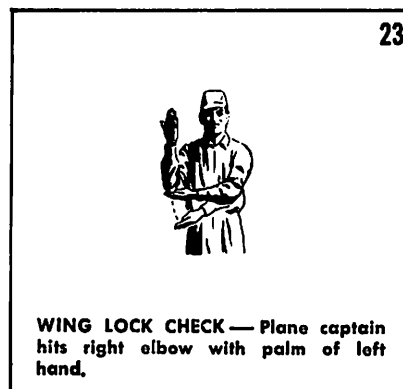 23
WING LOCK CHECK — Plane captain
hits right elbow with palm of left
hand.